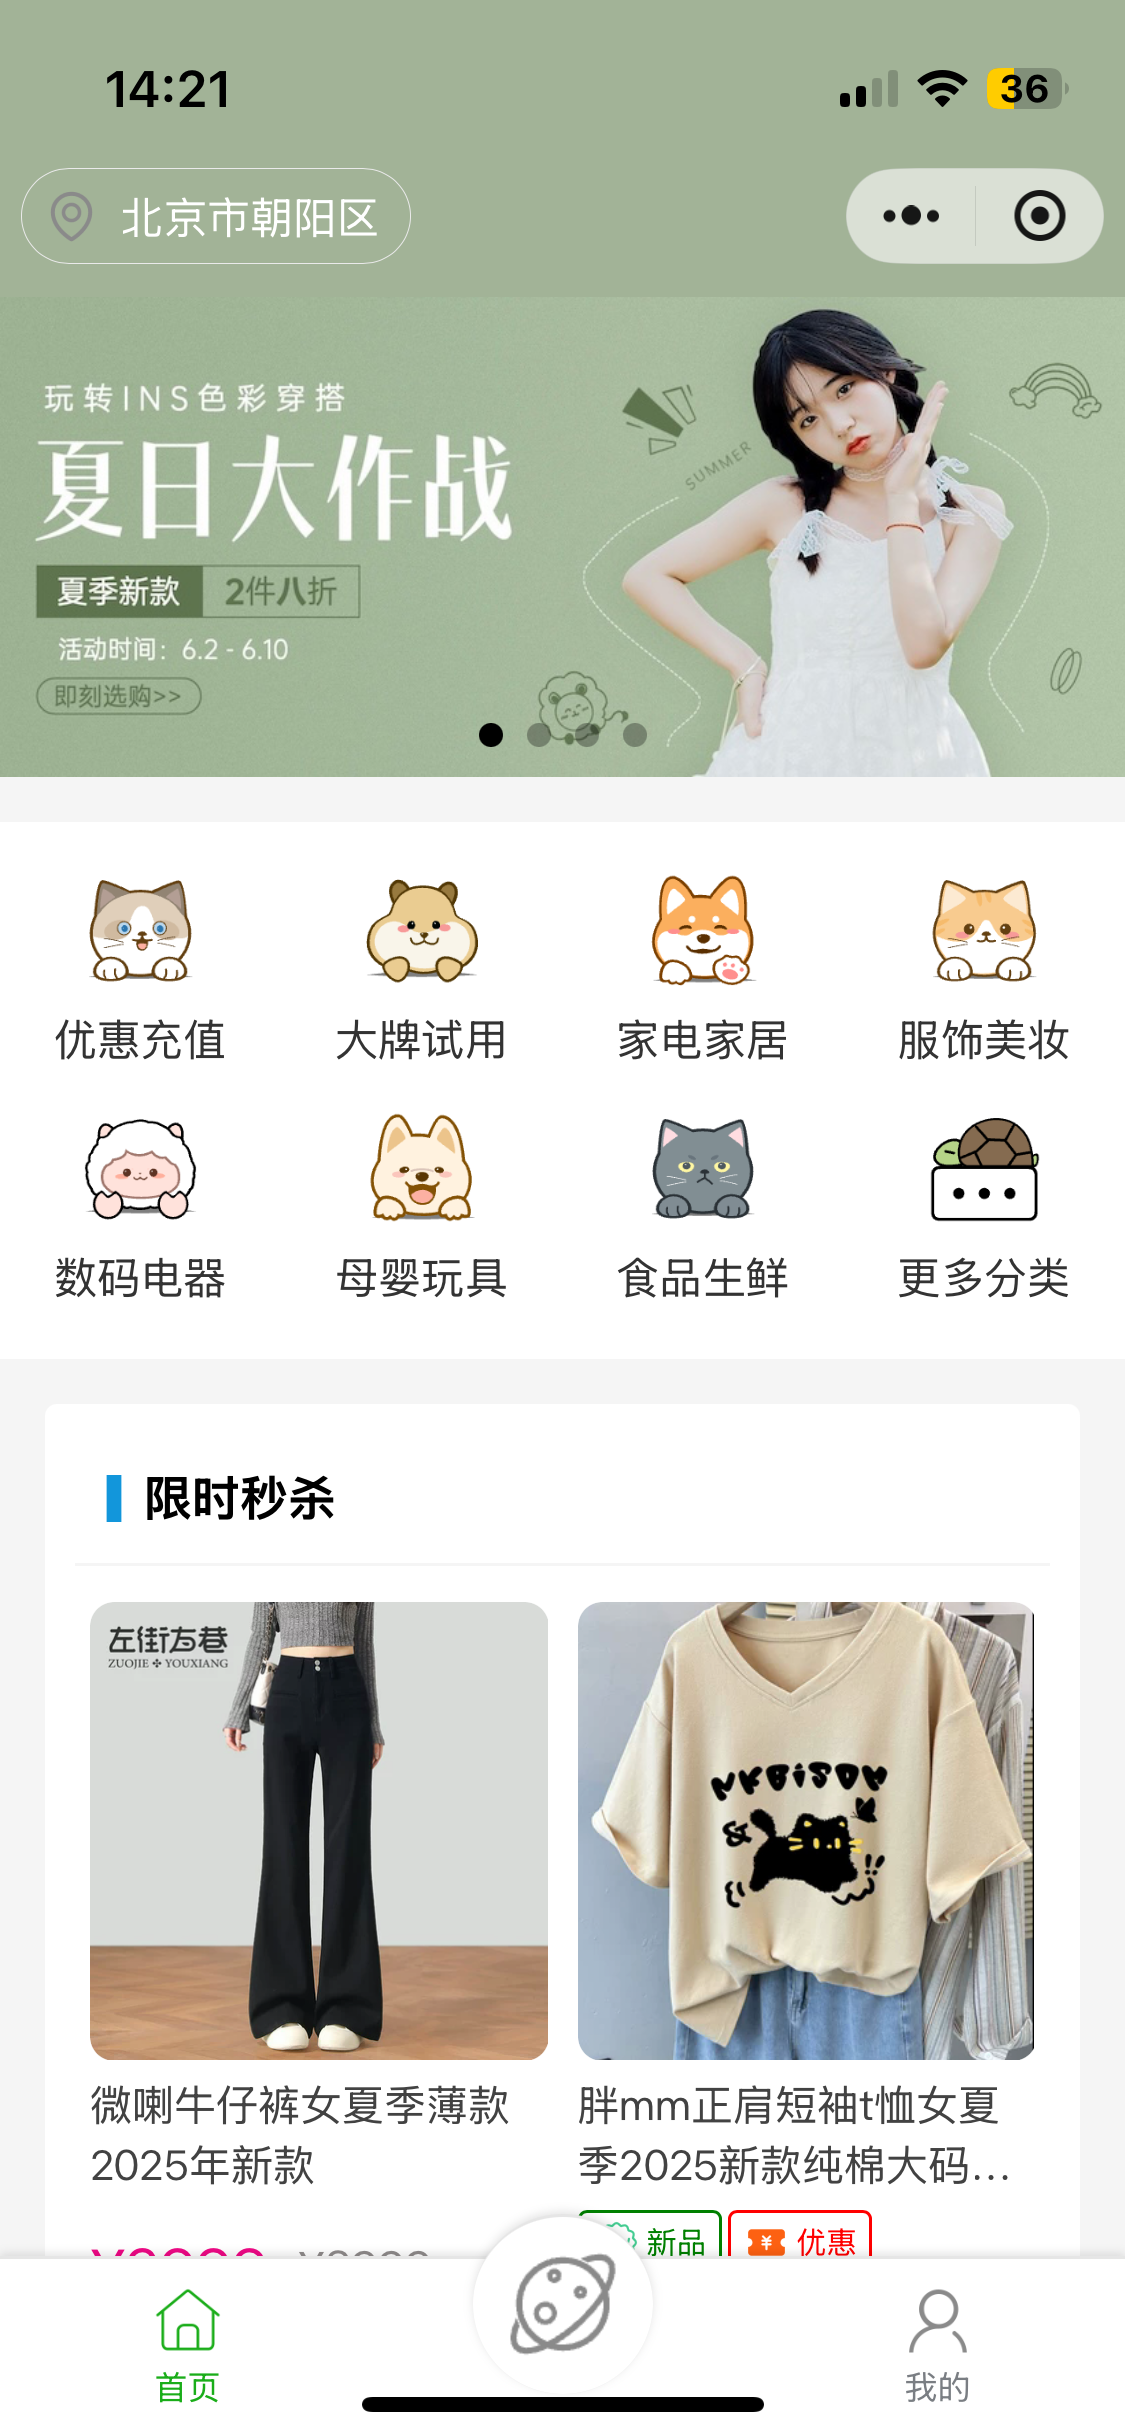 14:21
36
北京市朝阳区
玩转INS色彩穿搭
夏日大作战
夏季新款 2件八折
活动时间：6.2 - 6.10
即刻选购>>
SUMMER
优惠充值 大牌试用 家电家居 服饰美妆
数码电器 母婴玩具 食品生鲜 更多分类
限时秒杀
左街右巷
ZUOJIE YOUXIANG
NKBISON
&
!!
微喇牛仔裤女夏季薄款
2025年新款
胖mm正肩短袖t恤女夏
季2025新款纯棉大码...
新品 优惠
首页 我的